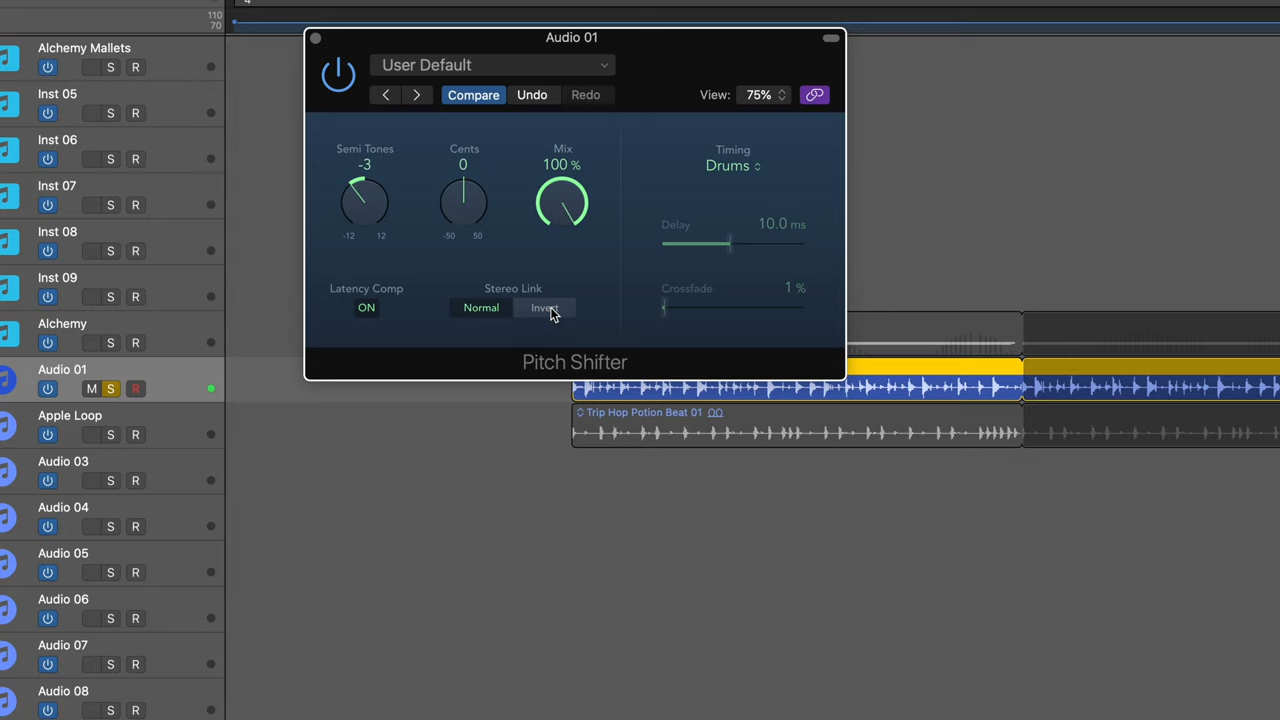 4
110
70
Audio 01
Alchemy Mallets
S R
User Default
Inst 05
S R
Compare Undo Redo View: 75%
Inst 06
S R
Semi Tones Cents Mix Timing
-3 0 100 % Drums
Inst 07
S R
Delay 10.0 ms
Inst 08
-12 12 -50 50
S R
Inst 09
Latency Comp Stereo Link Crossfade 1 %
S R
ON Normal Invert
Alchemy
S R
Pitch Shifter
Audio 01
M S R
Apple Loop
Trip Hop Potion Beat 01
S R
Audio 03
S R
Audio 04
S R
Audio 05
S R
Audio 06
S R
Audio 07
S R
Audio 08
S R